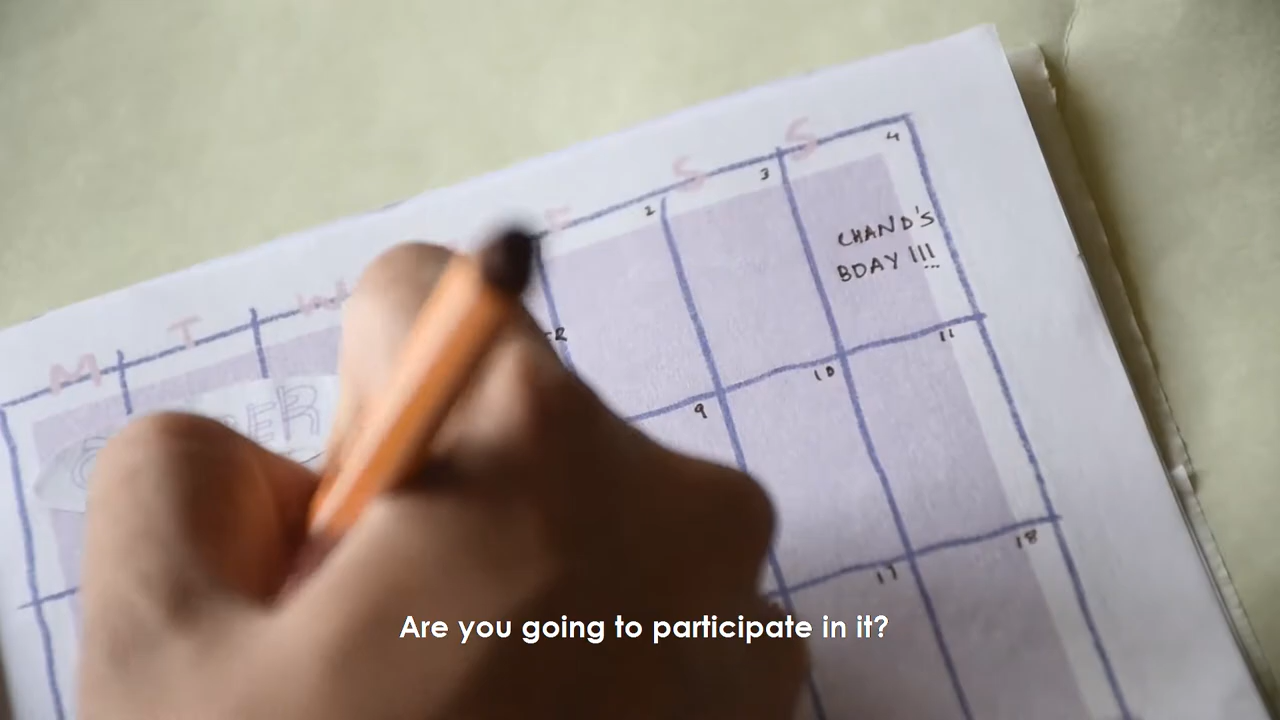 M T W F S S
2 3 4
CHAND'S
BDAY !!!
9 10 11
17 18
Are you going to participate in it?